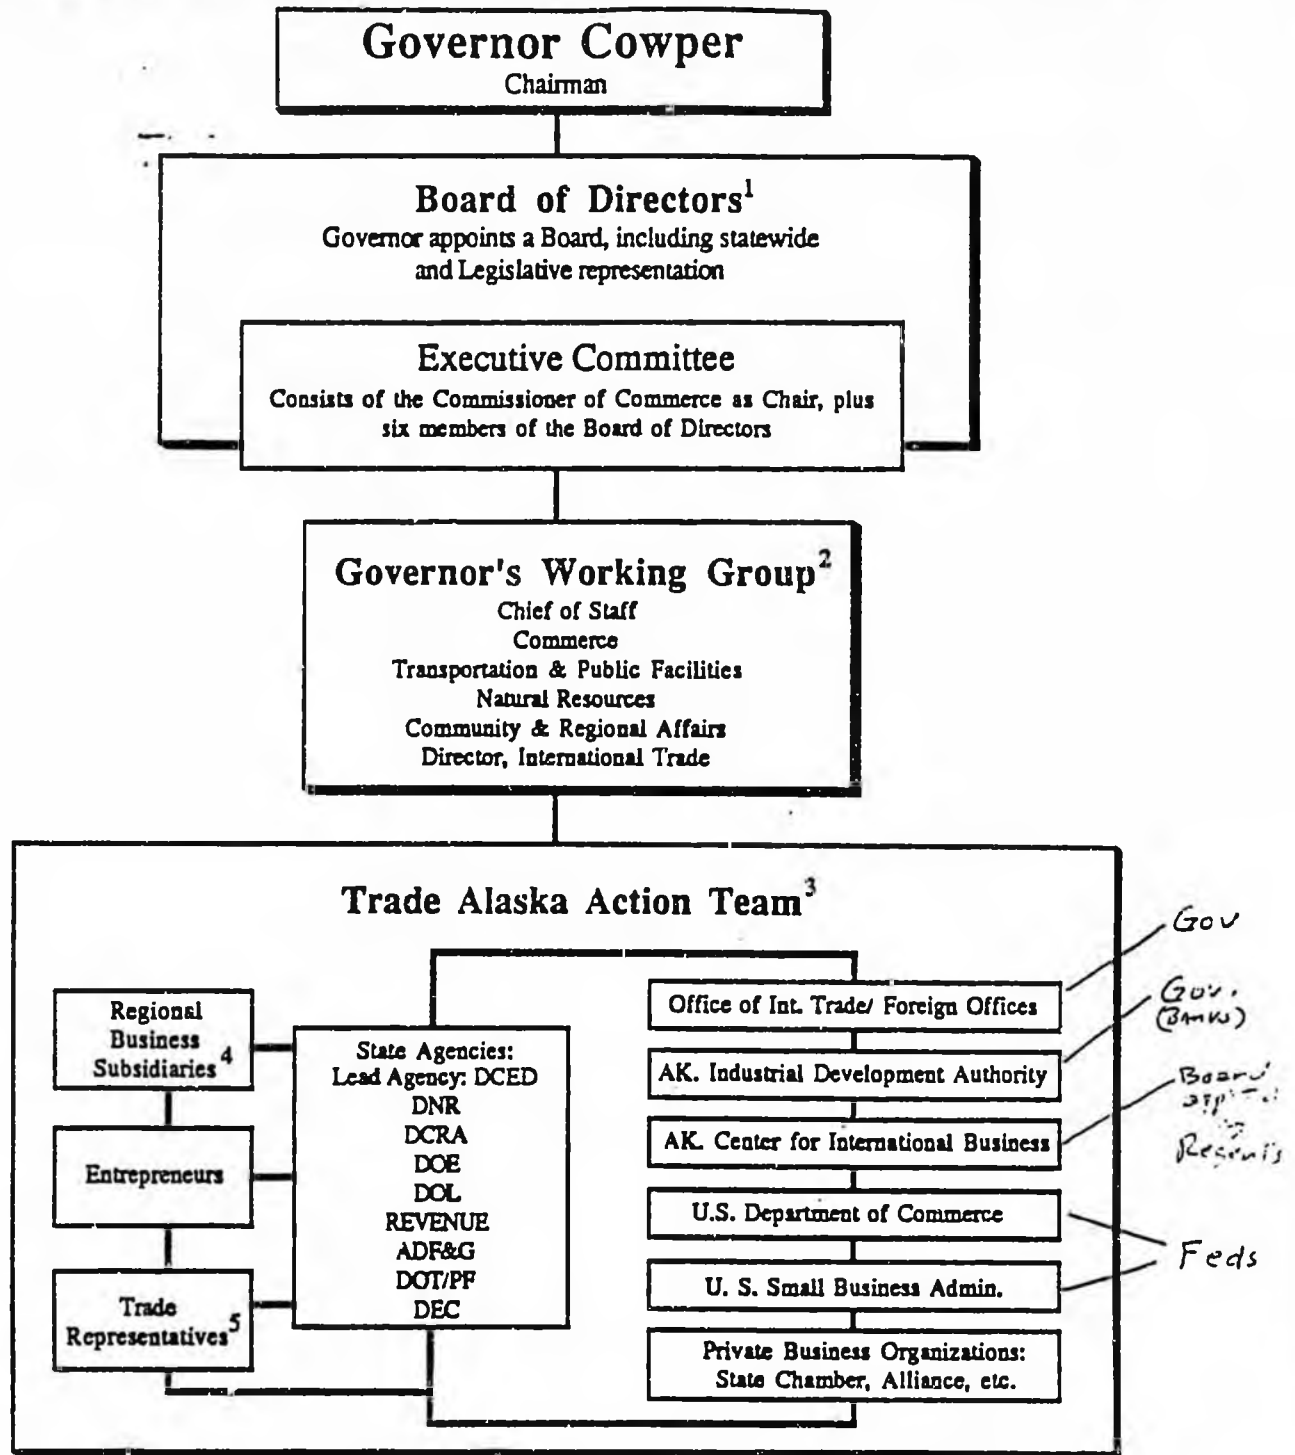 Governor Cowper
Chairman
Board of Directors¹
Governor appoints a Board, including statewide
and Legislative representation
Executive Committee
Consists of the Commissioner of Commerce as Chair, plus
six members of the Board of Directors
Governor's Working Group²
Chief of Staff
Commerce
Transportation & Public Facilities
Natural Resources
Community & Regional Affairs
Director, International Trade
Trade Alaska Action Team³
Regional
Business
Subsidiaries⁴
Entrepreneurs
Trade
Representatives⁵
State Agencies:
Lead Agency: DCED
DNR
DCRA
DOE
DOL
REVENUE
ADF&G
DOT/PF
DEC
Office of Int. Trade/ Foreign Offices
AK. Industrial Development Authority
AK. Center for International Business
U.S. Department of Commerce
U. S. Small Business Admin.
Private Business Organizations:
State Chamber, Alliance, etc.
Gov
Gov.
(Banks)
Board
Regents
Feds